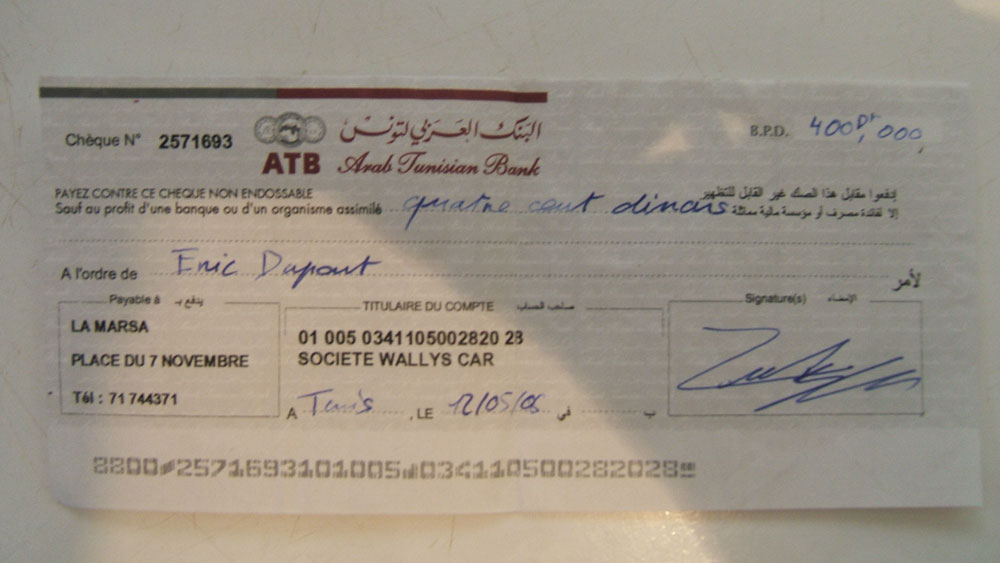 Chèque N° 2571693
ATB
البنك العربي لتونس
Arab Tunisian Bank
B.P.D. 400Dt,000,
PAYEZ CONTRE CE CHEQUE NON ENDOSSABLE
Sauf au profit d'une banque ou d'un organisme assimilé
quatre cent dinars
إدفعوا مقابل هذا الصك غير القابل للتظهير
إلا لفائدة مصرف أو مؤسسة مالية مماثلة
A l'ordre de Eric Dupont لأمر
Payable à يدفع بـ
LA MARSA
PLACE DU 7 NOVEMBRE
Tél : 71 744371
TITULAIRE DU COMPTE صاحب الحساب
01 005 0341105002820 28
SOCIETE WALLYS CAR
A Tunis , LE 12/05/06 في ب
Signature(s) الإمضاء
8800 2571693101005 034110500282028